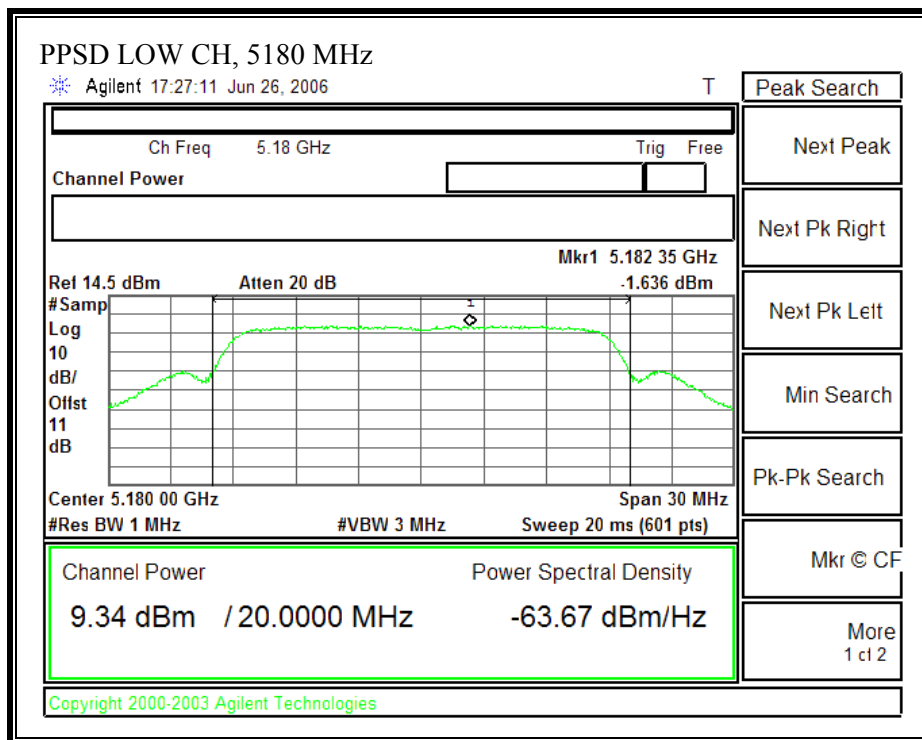 PPSD LOW CH, 5180 MHz
Agilent 17:27:11 Jun 26, 2006 T
Peak Search
Ch Freq 5.18 GHz Trig Free
Next Peak
Channel Power
Next Pk Right
Mkr1 5.182 35 GHz
Ref 14.5 dBm Atten 20 dB -1.636 dBm
#Samp
1
Next Pk Left
Log
10
dB/
Min Search
Offst
11
dB
Pk-Pk Search
Center 5.180 00 GHz Span 30 MHz
#Res BW 1 MHz #VBW 3 MHz Sweep 20 ms (601 pts)
Mkr © CF
Channel Power Power Spectral Density
9.34 dBm / 20.0000 MHz -63.67 dBm/Hz
More
1 of 2
Copyright 2000-2003 Agilent Technologies